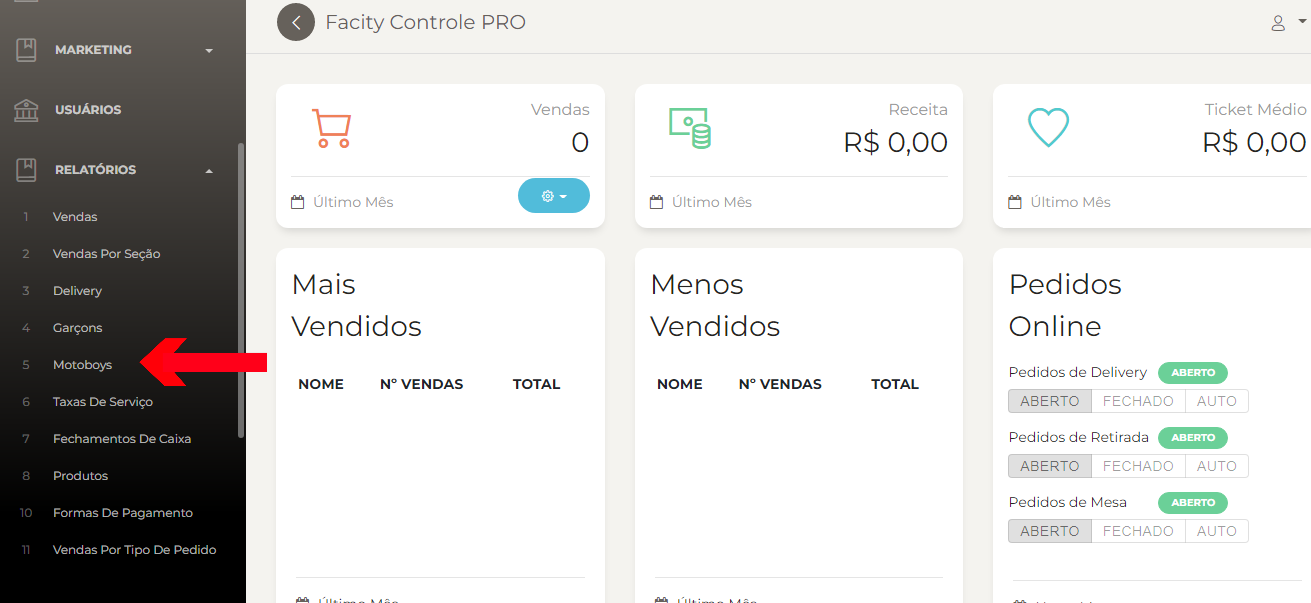 Facity Controle PRO
MARKETING
USUÁRIOS
RELATÓRIOS
1 Vendas
2 Vendas Por Seção
3 Delivery
4 Garçons
5 Motoboys
6 Taxas De Serviço
7 Fechamentos De Caixa
8 Produtos
10 Formas De Pagamento
11 Vendas Por Tipo De Pedido
Vendas
0
Último Mês
Receita
R$ 0,00
Último Mês
Ticket Médio
R$ 0,00
Último Mês
Mais
Vendidos
NOME Nº VENDAS TOTAL
Último Mês
Menos
Vendidos
NOME Nº VENDAS TOTAL
Último Mês
Pedidos
Online
Pedidos de Delivery ABERTO
ABERTO FECHADO AUTO
Pedidos de Retirada ABERTO
ABERTO FECHADO AUTO
Pedidos de Mesa ABERTO
ABERTO FECHADO AUTO